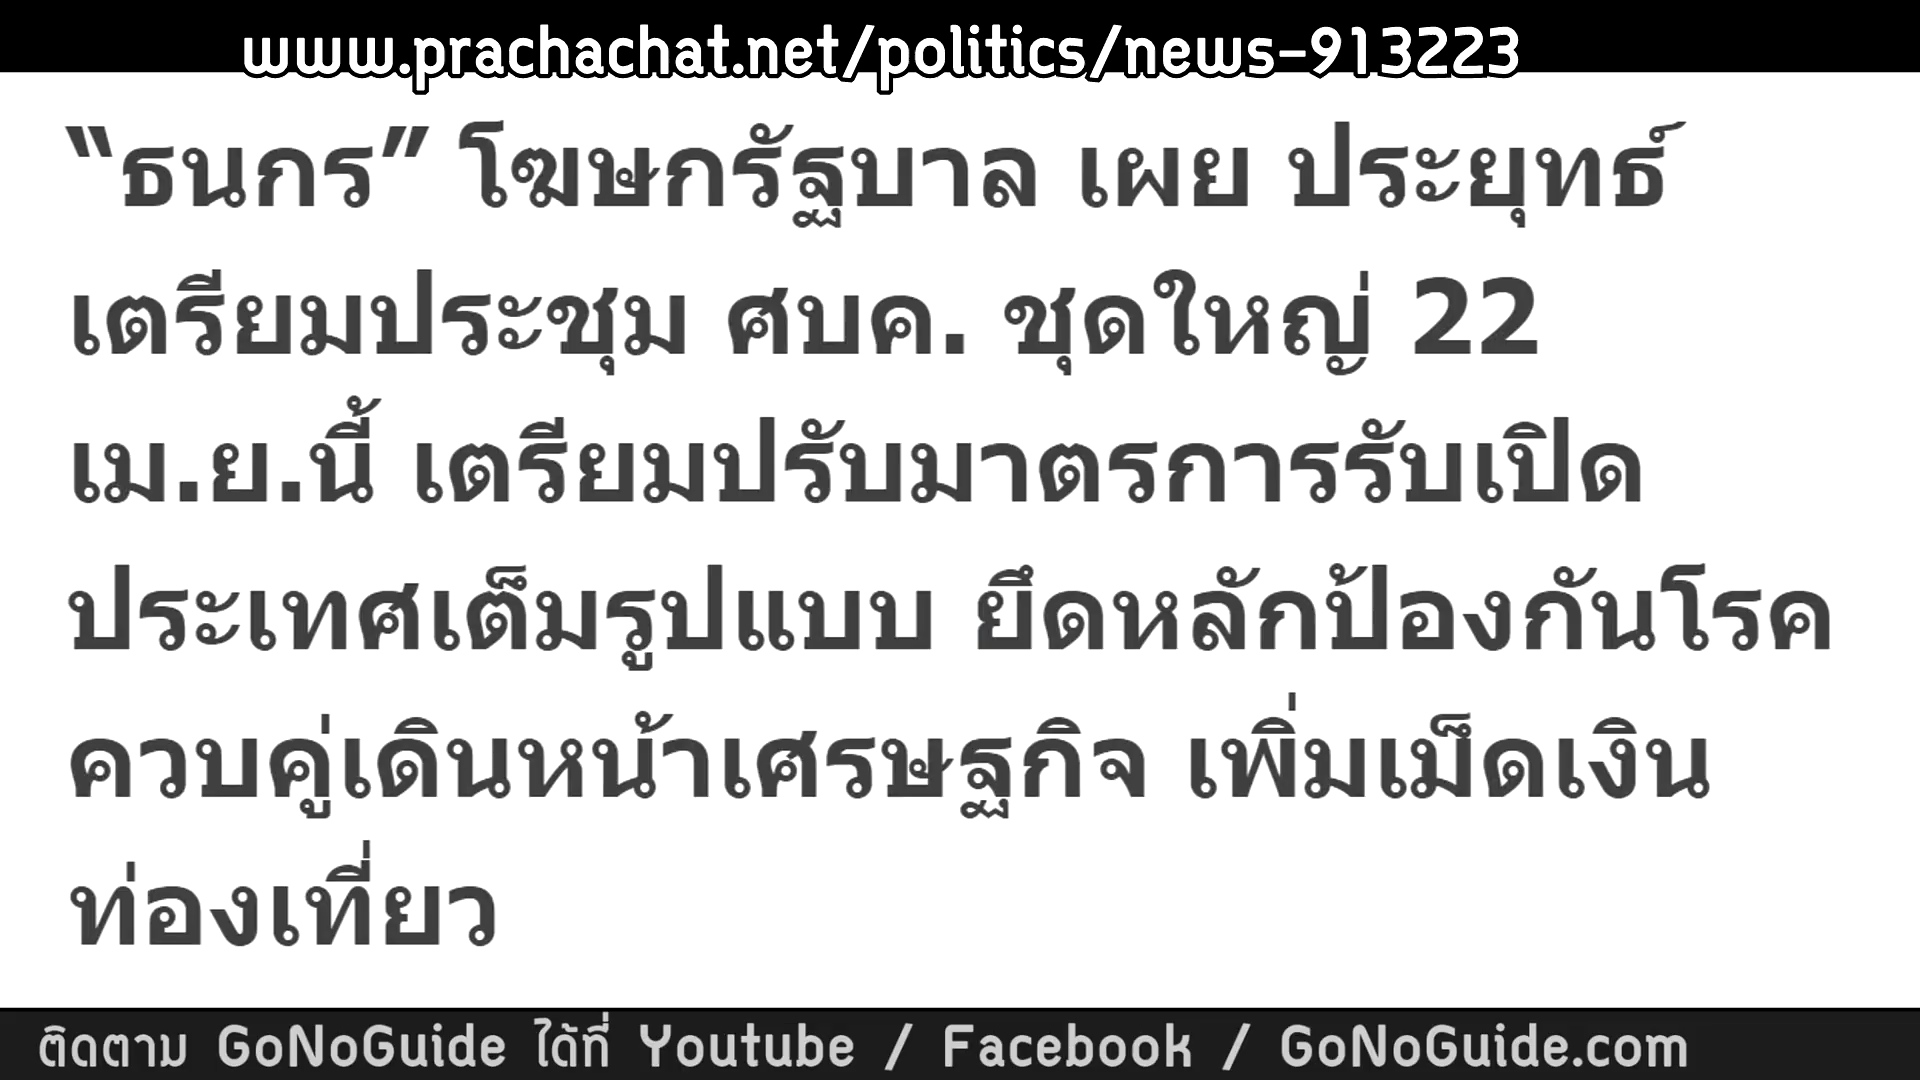 www.prachachat.net/politics/news-913223
“ธนกร” โฆษกรัฐบาล เผย ประยุทธ์
เตรียมประชุม ศบค. ชุดใหญ่ 22
เม.ย.นี้ เตรียมปรับมาตรการรับเปิด
ประเทศเต็มรูปแบบ ยึดหลักป้องกันโรค
ควบคู่เดินหน้าเศรษฐกิจ เพิ่มเม็ดเงิน
ท่องเที่ยว
ติดตาม GoNoGuide ได้ที่ Youtube / Facebook / GoNoGuide.com